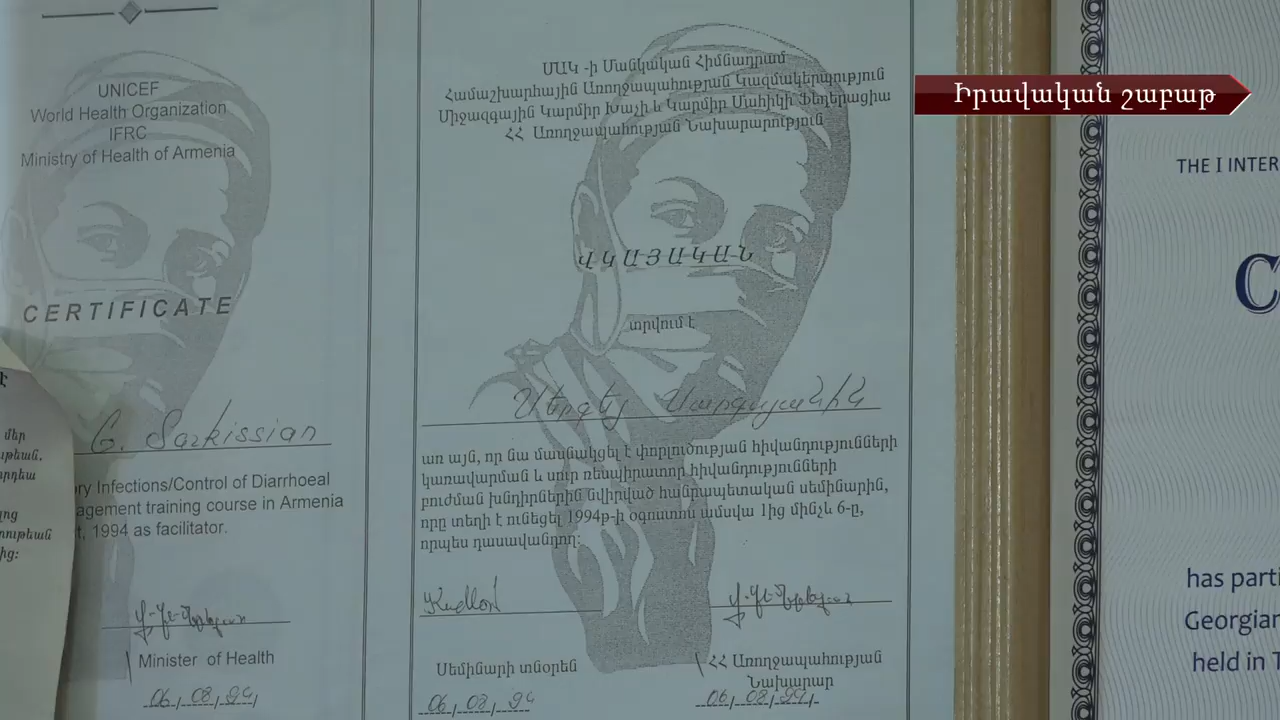 UNICEF
World Health Organization
IFRC
Ministry of Health of Armenia
CERTIFICATE
G. Sarkissian
ry Infections/Control of Diarrhoeal
agement training course in Armenia
t, 1994 as facilitator.
Minister of Health
06/08/94/
մեր
ՄԱԿ -ի Մանկական Հիմնադրամ
Համաշխարհային Առողջապահության Կազմակերպություն
Միջազգային Կարմիր Խաչի և Կարմիր Մահիկի Ֆեդերացիա
ՀՀ Առողջապահության Նախարարություն
ՎԿԱՅԱԿԱՆ
տրվում է
Սերգեյ Սարգսյանին
առ այն, որ նա մասնակցել է փորլուծության հիվանդությունների
կառավարման և սուր ռեսպիրատոր հիվանդությունների
բուժման խնդիրներին նվիրված հանրապետական սեմինարին,
որը տեղի է ունեցել 1994թ-ի օգոստոս ամսվա 1ից մինչև 6-ը,
որպես դասավանդող:
Սեմինարի տնօրեն
ՀՀ Առողջապահության
Նախարար
06/08/94
06/08/94/
Իրավական շաբաթ
THE I INTER
C
has parti
Georgian
held in T